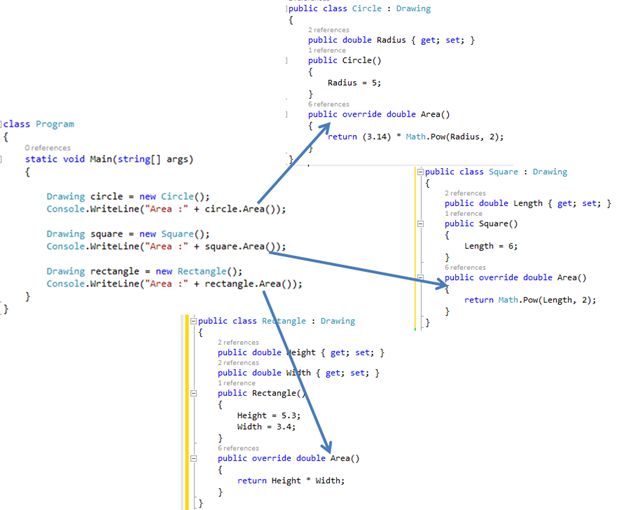 class Program
{
0 references
static void Main(string[] args)
{
Drawing circle = new Circle();
Console.WriteLine("Area :" + circle.Area());
Drawing square = new Square();
Console.WriteLine("Area :" + square.Area());
Drawing rectangle = new Rectangle();
Console.WriteLine("Area :" + rectangle.Area());
}
}
public class Circle : Drawing
{
2 references
public double Radius { get; set; }
1 reference
public Circle()
{
Radius = 5;
}
6 references
public override double Area()
{
return (3.14) * Math.Pow(Radius, 2);
}
}
public class Square : Drawing
{
2 references
public double Length { get; set; }
1 reference
public Square()
{
Length = 6;
}
6 references
public override double Area()
{
return Math.Pow(Length, 2);
}
}
public class Rectangle : Drawing
{
2 references
public double Height { get; set; }
2 references
public double Width { get; set; }
1 reference
public Rectangle()
{
Height = 5.3;
Width = 3.4;
}
6 references
public override double Area()
{
return Height * Width;
}
}